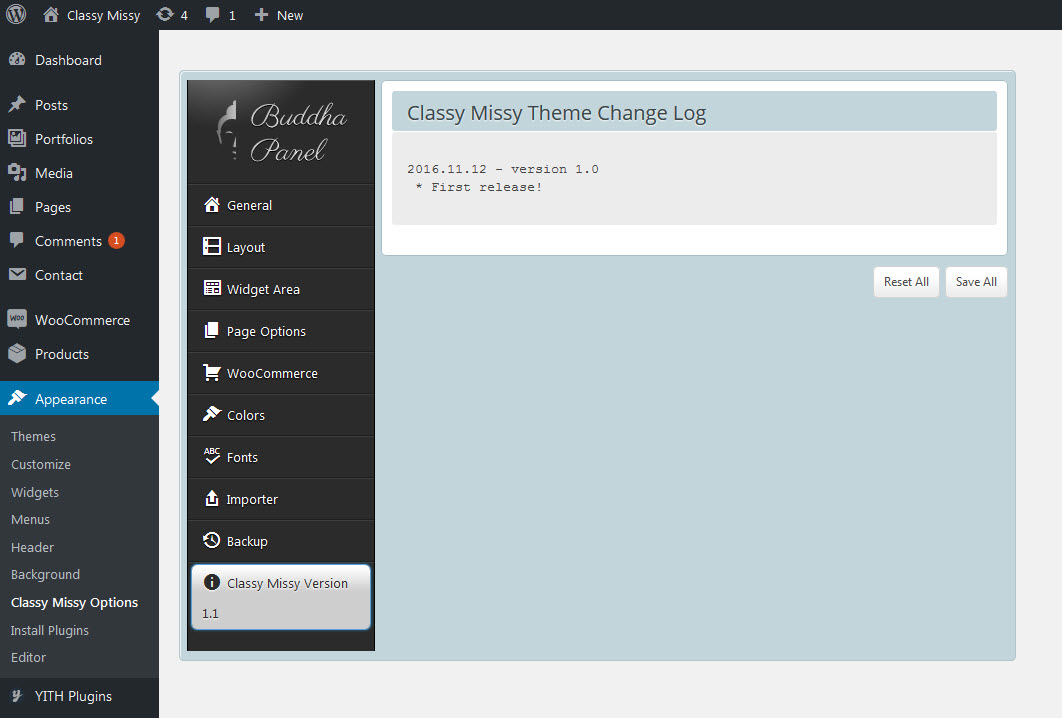 Classy Missy 4 1 New
Dashboard
Posts
Portfolios
Media
Pages
Comments 1
Contact
WOO WooCommerce
Products
Appearance
Themes
Customize
Widgets
Menus
Header
Background
Classy Missy Options
Install Plugins
Editor
YITH Plugins
Buddha
Panel
General
Layout
Widget Area
Page Options
WooCommerce
Colors
ABC Fonts
Importer
Backup
Classy Missy Version
1.1
Classy Missy Theme Change Log
2016.11.12 - version 1.0
* First release!
Reset All Save All